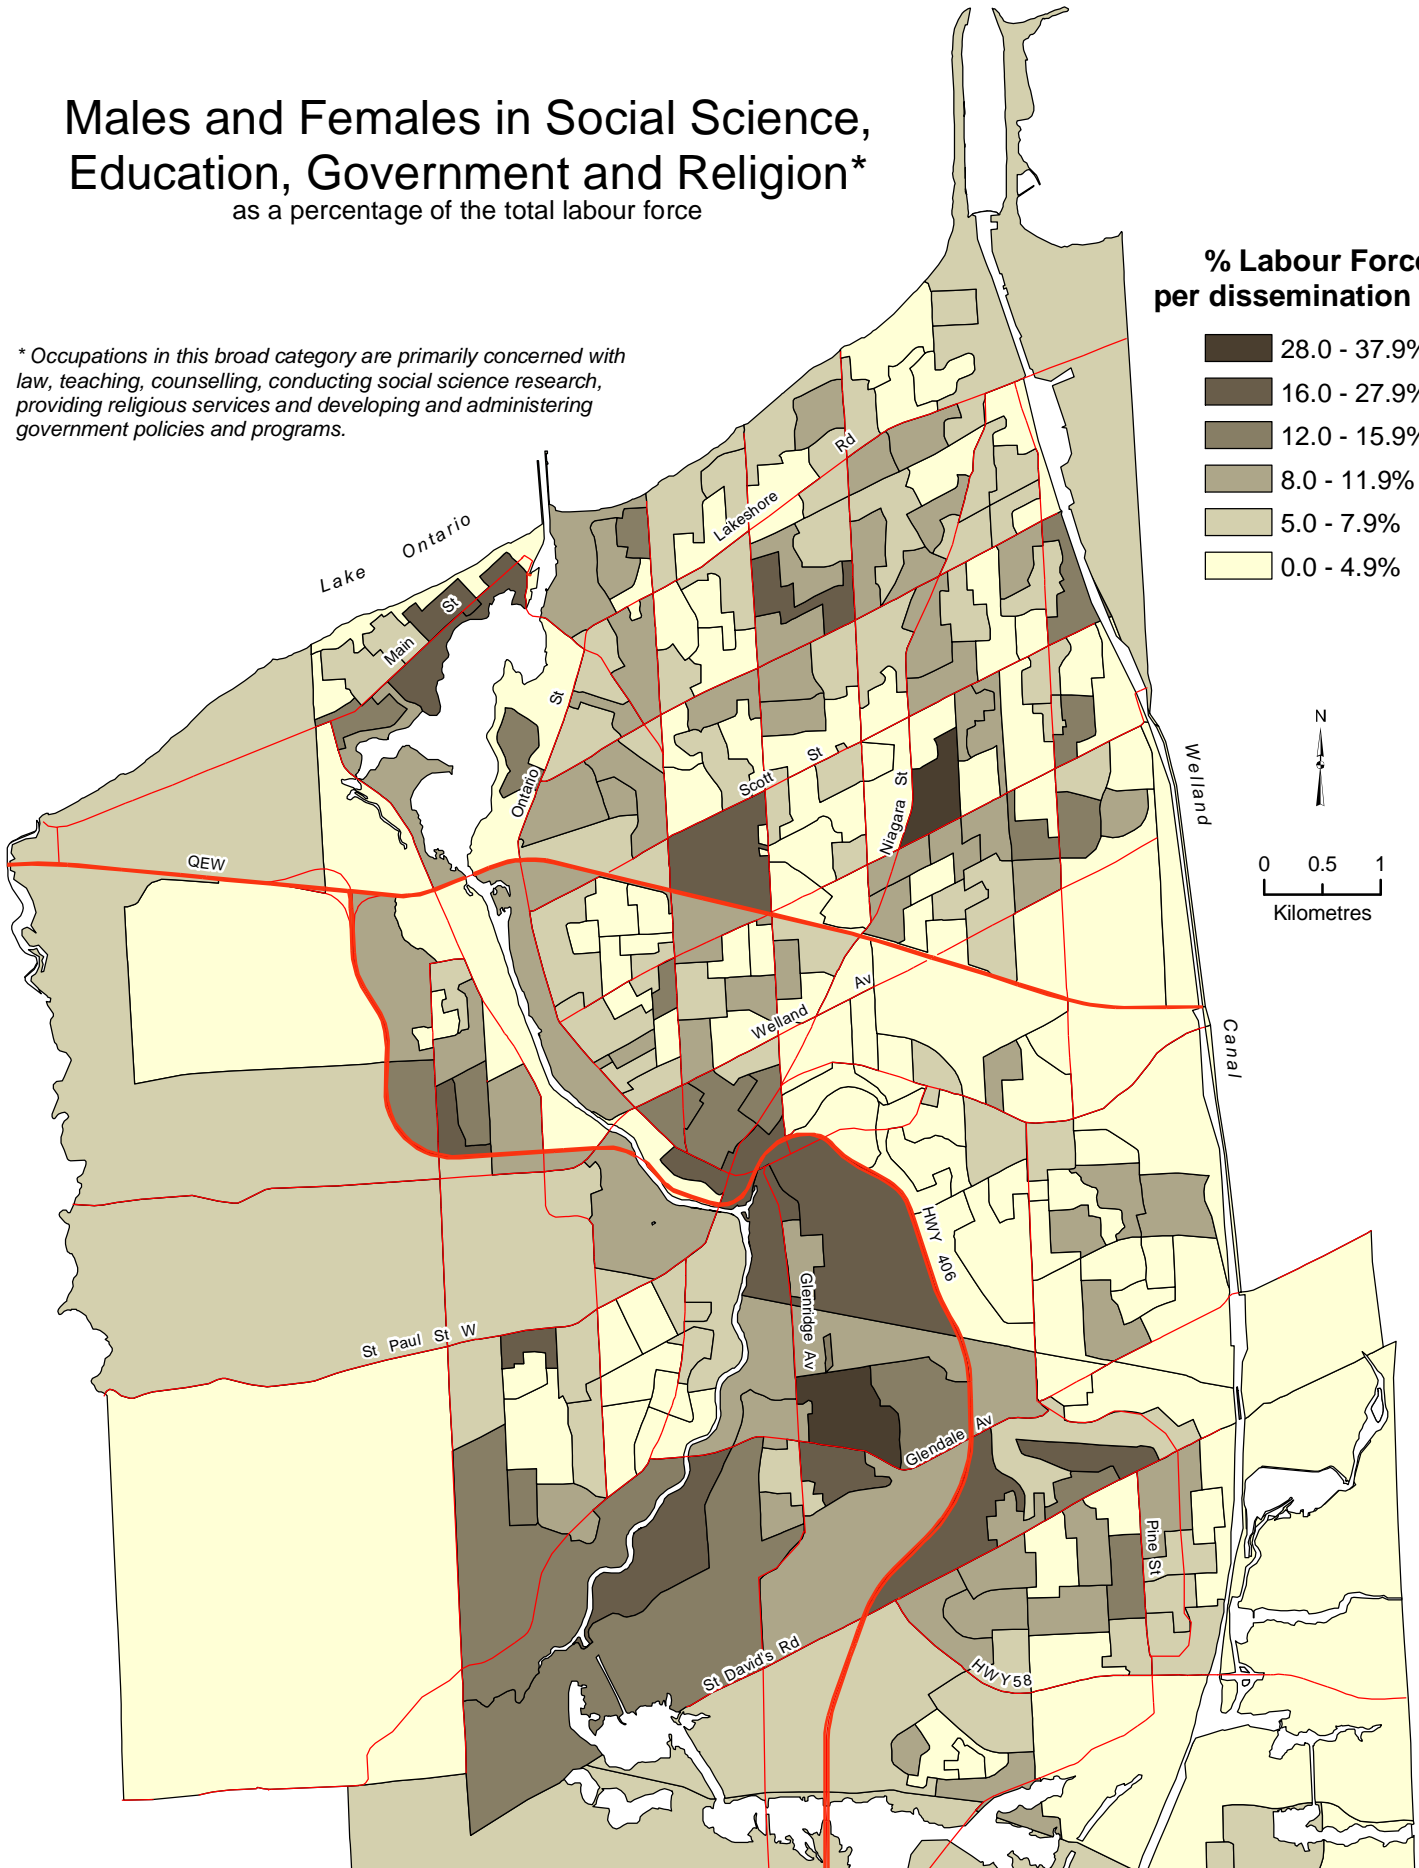 Males and Females in Social Science,
Education, Government and Religion*
as a percentage of the total labour force
* Occupations in this broad category are primarily concerned with
law, teaching, counselling, conducting social science research,
providing religious services and developing and administering
government policies and programs.
% Labour Force
per dissemination
28.0 - 37.9%
16.0 - 27.9%
12.0 - 15.9%
8.0 - 11.9%
5.0 - 7.9%
0.0 - 4.9%
N
0 0.5 1
Kilometres
Lake Ontario
Main St
Ontario St
Lakeshore Rd
Scott St
Niagara St
QEW
Welland Av
Welland Canal
HWY 406
Glenridge Av
St Paul St W
Glendale Av
Pine St
St David's Rd
HWY58